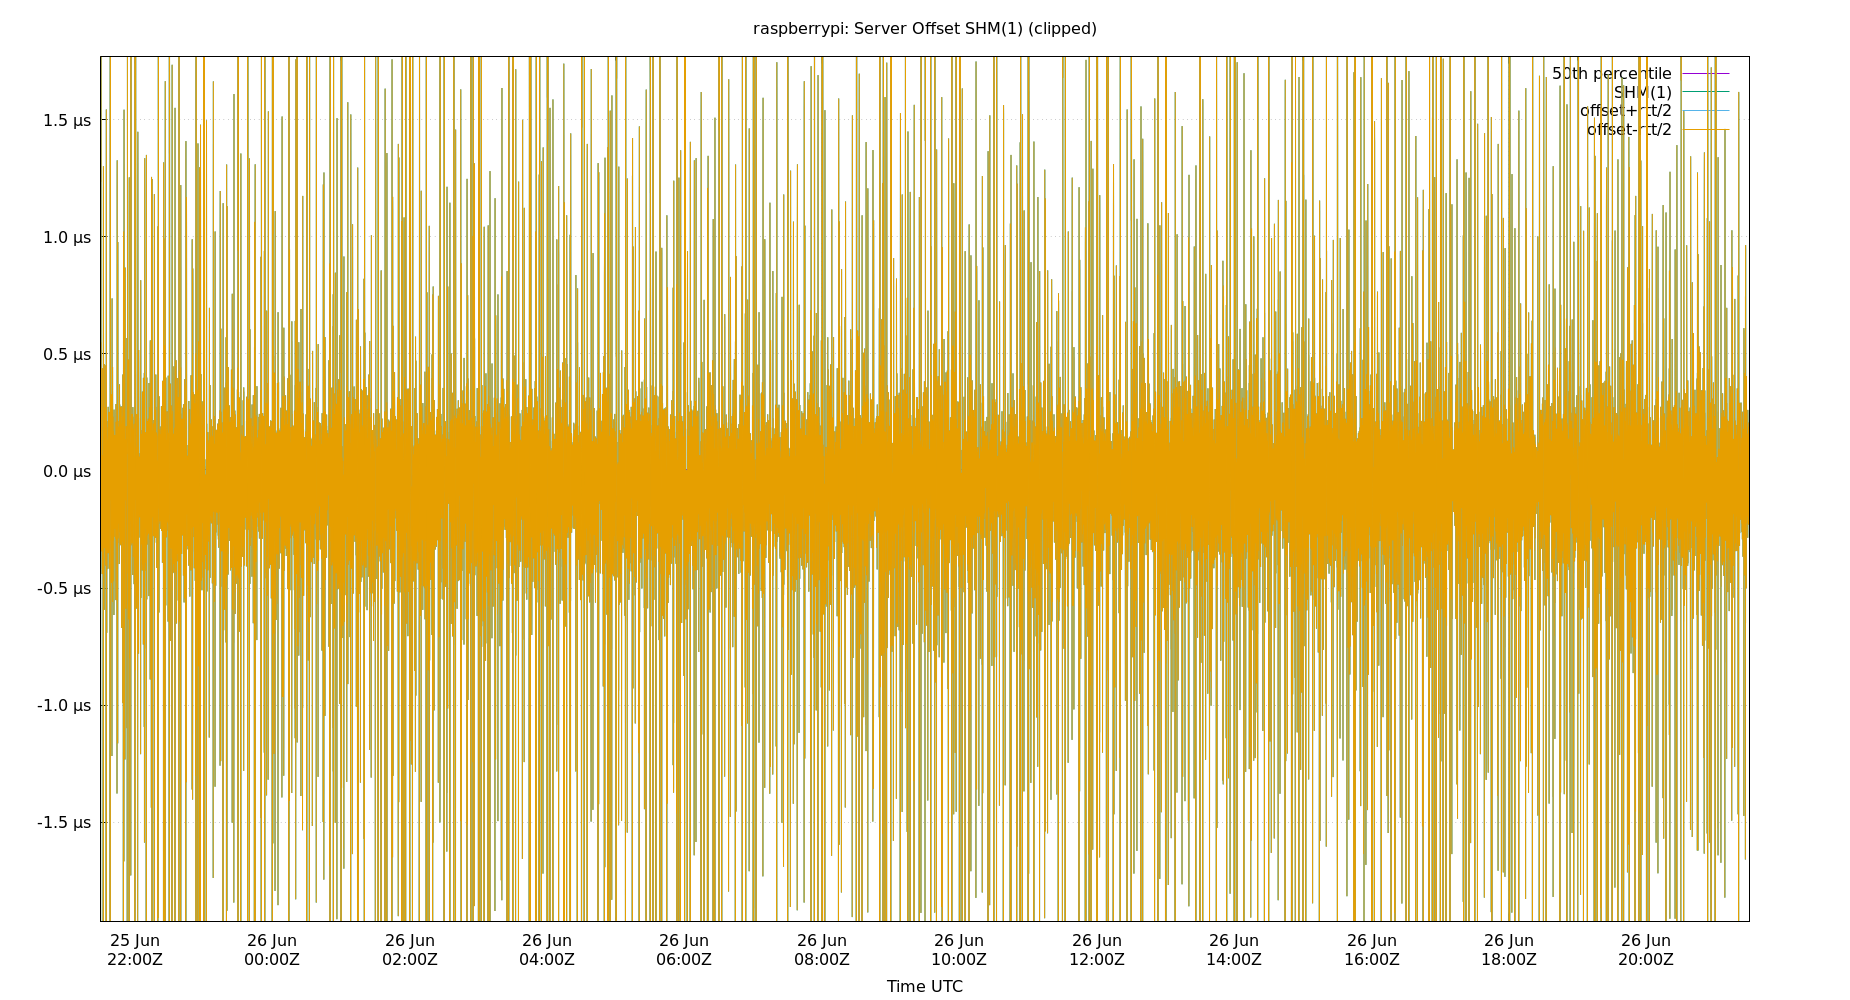 raspberrypi: Server Offset SHM(1) (clipped)
50th percentile
SHM(1)
offset+rtt/2
offset-rtt/2
1.5 µs
1.0 µs
0.5 µs
0.0 µs
-0.5 µs
-1.0 µs
-1.5 µs
25 Jun 26 Jun 26 Jun 26 Jun 26 Jun 26 Jun 26 Jun 26 Jun 26 Jun 26 Jun 26 Jun 26 Jun
22:00Z 00:00Z 02:00Z 04:00Z 06:00Z 08:00Z 10:00Z 12:00Z 14:00Z 16:00Z 18:00Z 20:00Z
Time UTC